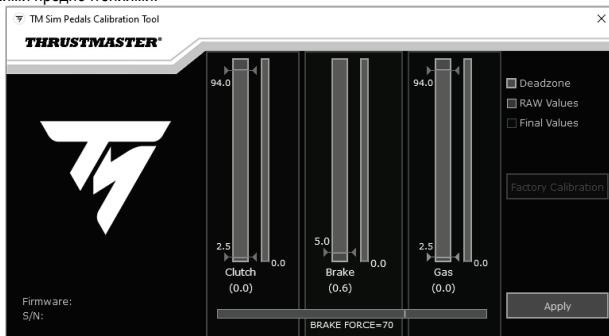 TM Sim Pedals Calibration Tool
THRUSTMASTER®
94.0
94.0
Deadzone
RAW Values
Final Values
Factory Calibration
2.5
5.0
2.5
0.0
0.0
0.0
Clutch
Brake
Gas
(0.0)
(0.6)
(0.0)
Firmware:
S/N:
Apply
BRAKE FORCE=70